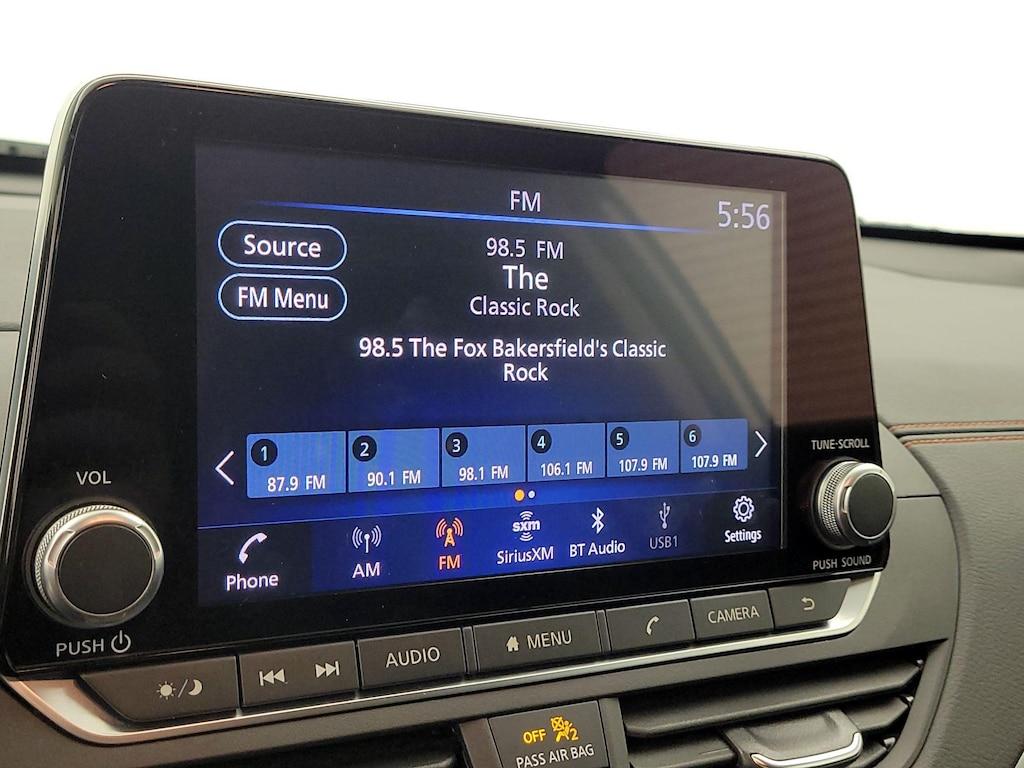 FM
5:56
Source
98.5 FM
The
FM Menu
Classic Rock
98.5 The Fox Bakersfield's Classic
Rock
1 2 3 4 5 6
87.9 FM 90.1 FM 98.1 FM 106.1 FM 107.9 FM 107.9 FM
VOL
TUNE·SCROLL
Phone
AM
FM
sxm
SiriusXM
BT Audio
USB1
Settings
PUSH SOUND
PUSH
AUDIO
MENU
CAMERA
OFF
2
PASS AIR BAG